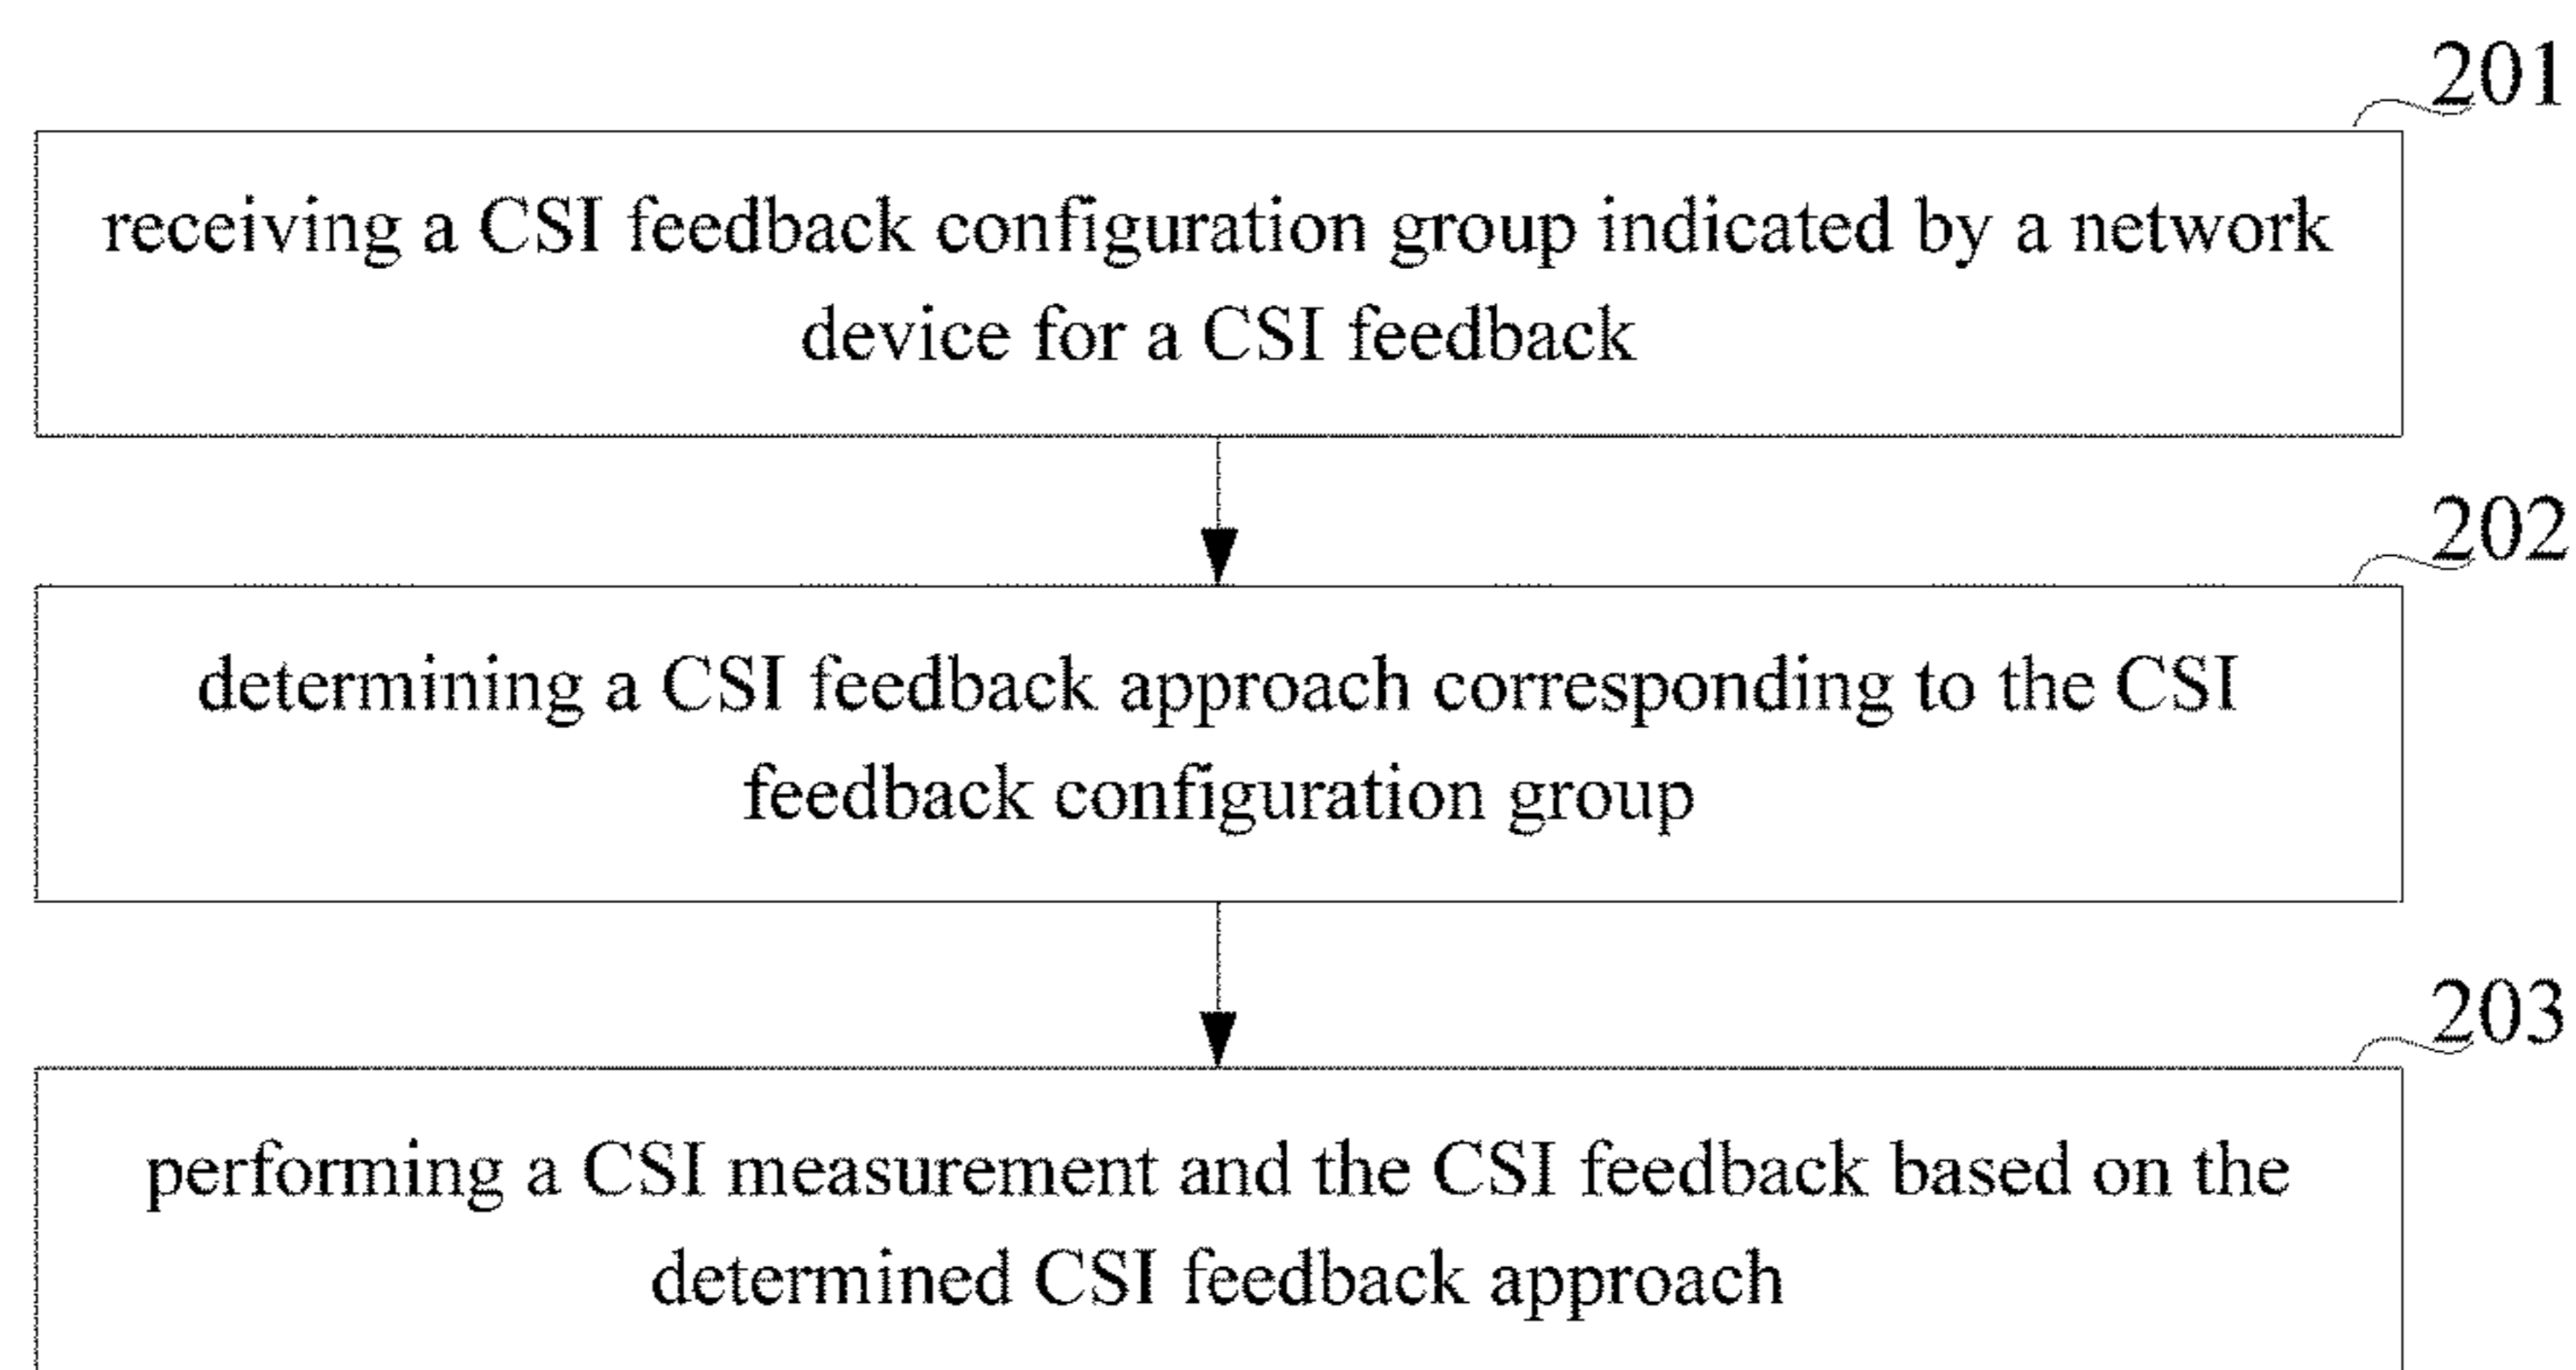 201
receiving a CSI feedback configuration group indicated by a network
device for a CSI feedback
202
determining a CSI feedback approach corresponding to the CSI
feedback configuration group
203
performing a CSI measurement and the CSI feedback based on the
determined CSI feedback approach